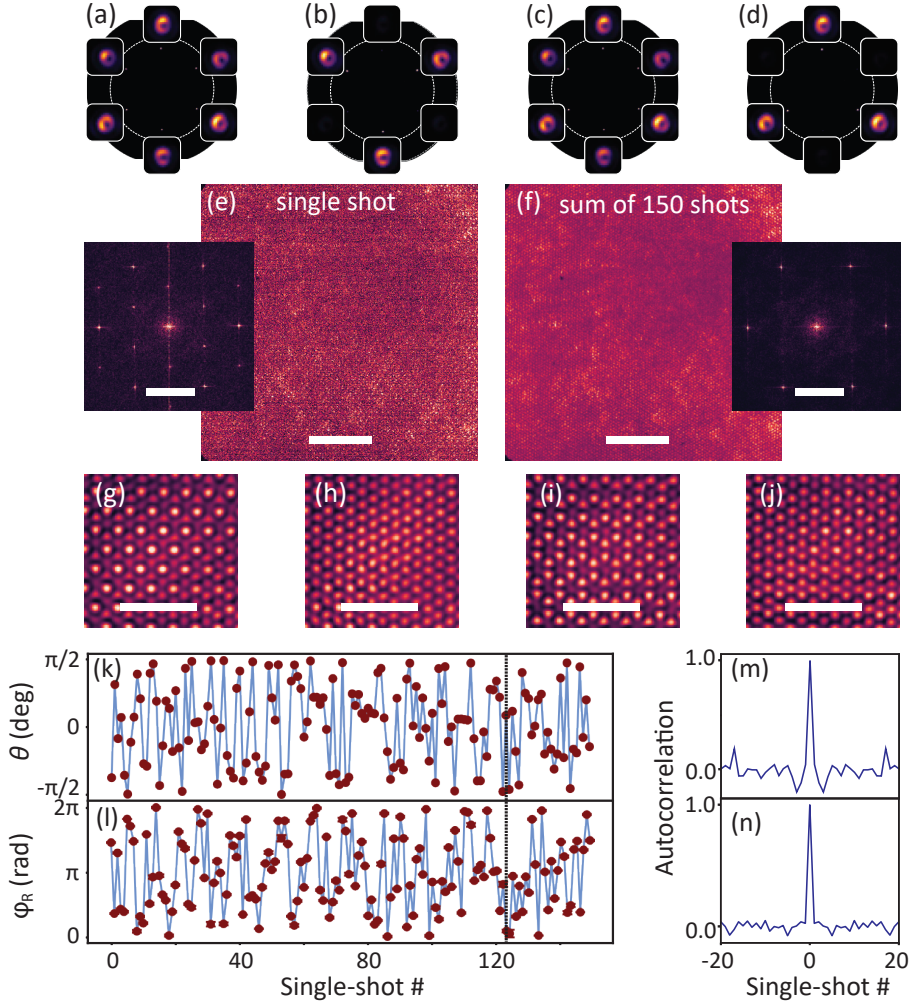 (a)
(b)
(c)
(d)
(e) single shot
(f) sum of 150 shots
(g)
(h)
(i)
(j)
(k)
π/2
0
-π/2
θ (deg)
(l)
2π
π
0
φR (rad)
0 40 80 120
Single-shot #
(m)
1.0
0.0
(n)
1.0
0.0
Autocorrelation
-20 0 20
Single-shot #